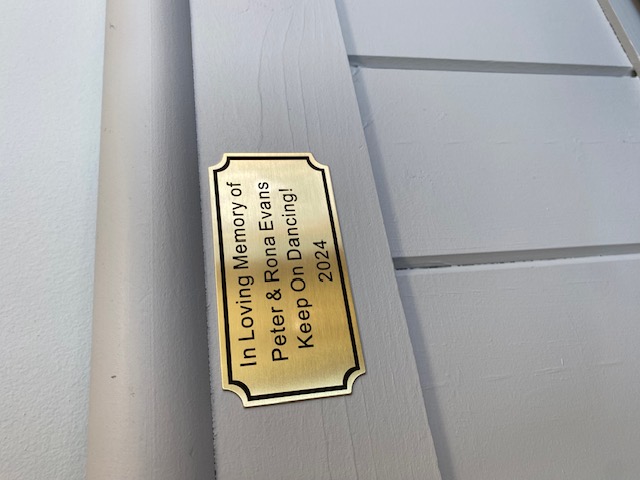 In Loving Memory of
Peter & Rona Evans
Keep On Dancing!
2024